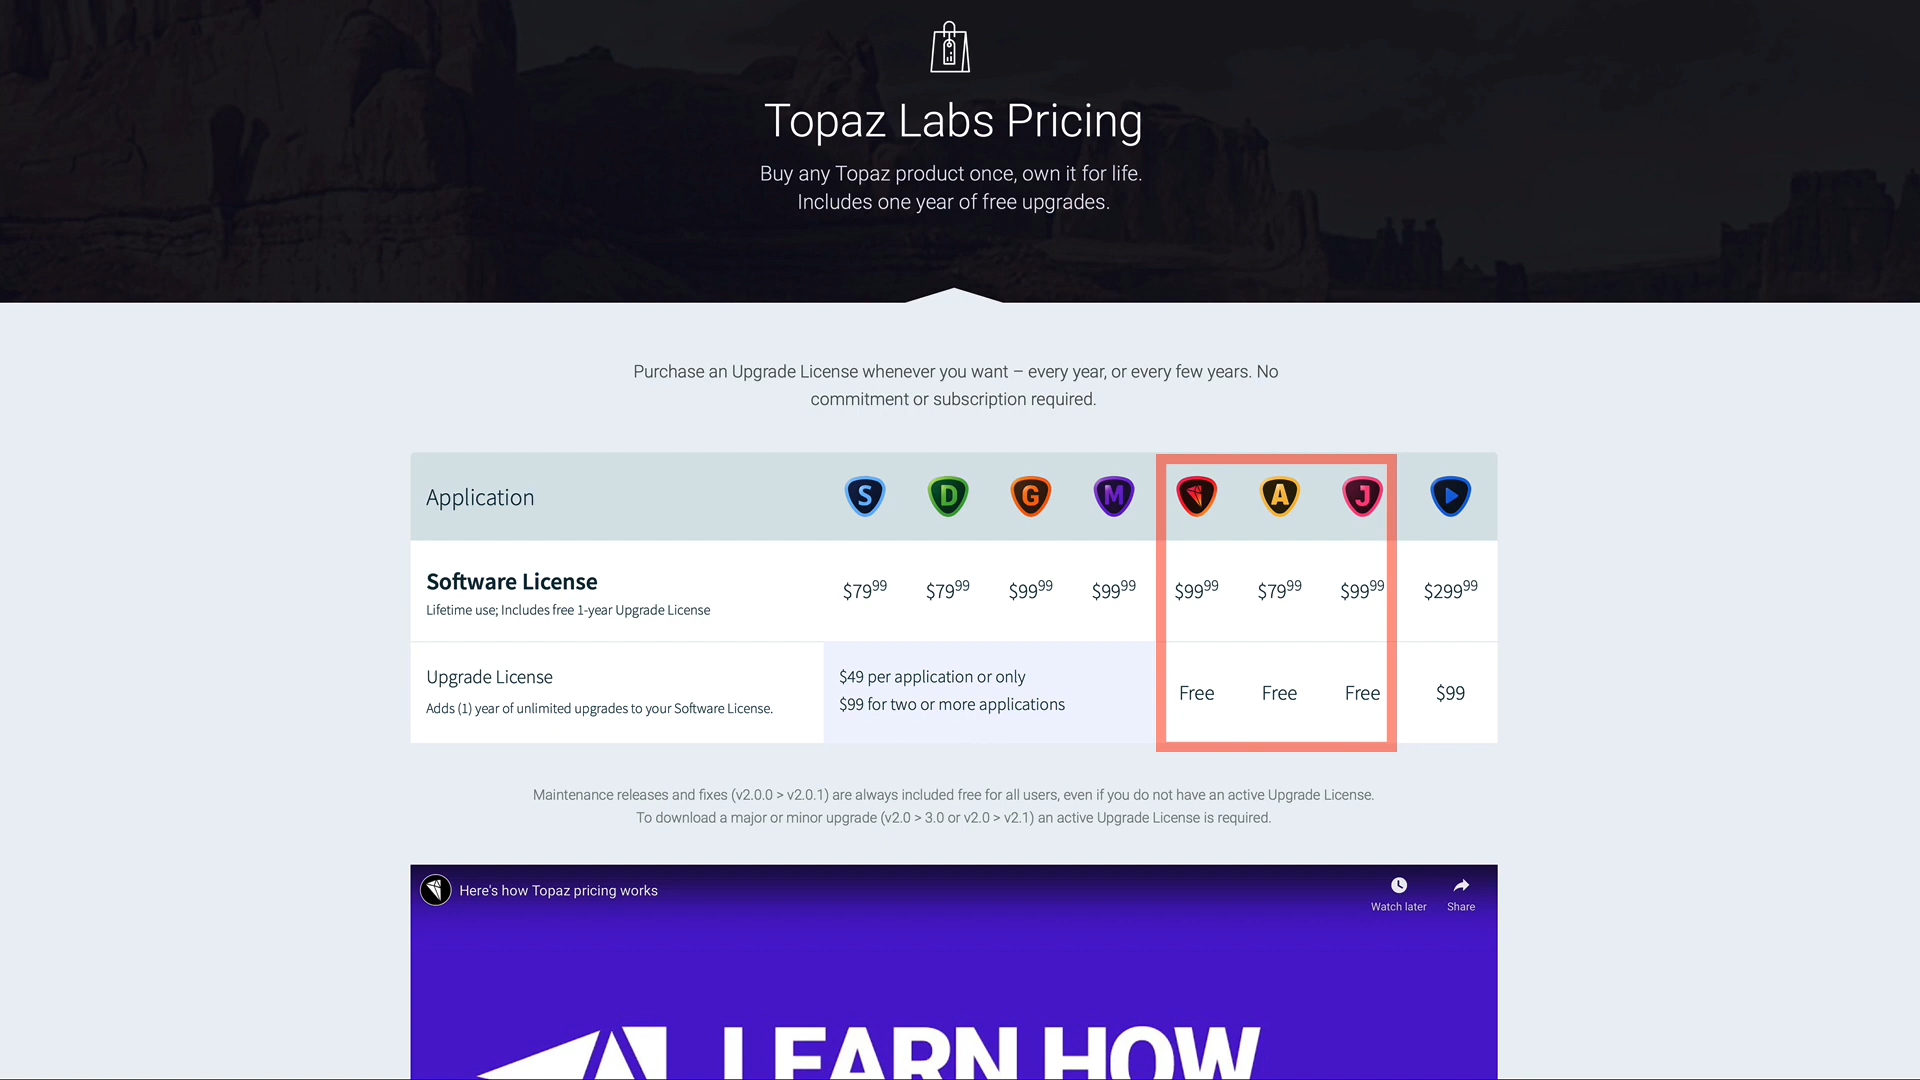 Topaz Labs Pricing
Buy any Topaz product once, own it for life.
Includes one year of free upgrades.
Purchase an Upgrade License whenever you want – every year, or every few years. No
commitment or subscription required.
Application S D G M A J
Software License $79⁹⁹ $79⁹⁹ $99⁹⁹ $99⁹⁹ $99⁹⁹ $79⁹⁹ $99⁹⁹ $299⁹⁹
Lifetime use; Includes free 1-year Upgrade License
Upgrade License $49 per application or only Free Free Free $99
$99 for two or more applications
Adds (1) year of unlimited upgrades to your Software License.
Maintenance releases and fixes (v2.0.0 > v2.0.1) are always included free for all users, even if you do not have an active Upgrade License.
To download a major or minor upgrade (v2.0 > 3.0 or v2.0 > v2.1) an active Upgrade License is required.
Here's how Topaz pricing works
Watch later Share
LEARN HOW